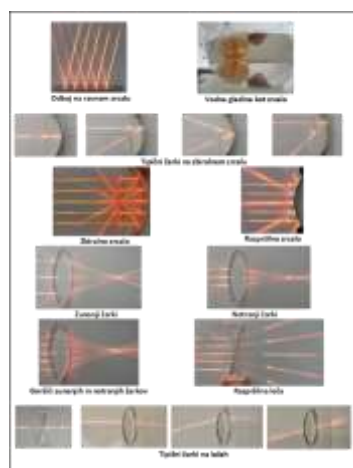 Odboj na ravnem zrcalu
Vodna gladina kot zrcalo
Tipični žarki na zbiralnem zrcalu
Zbiralno zrcalo
Razpršilno zrcalo
Zunanji žarki
Notranji žarki
Gorišči zunanjih in notranjih žarkov
Razpršilna leča
Tipični žarki na lečah